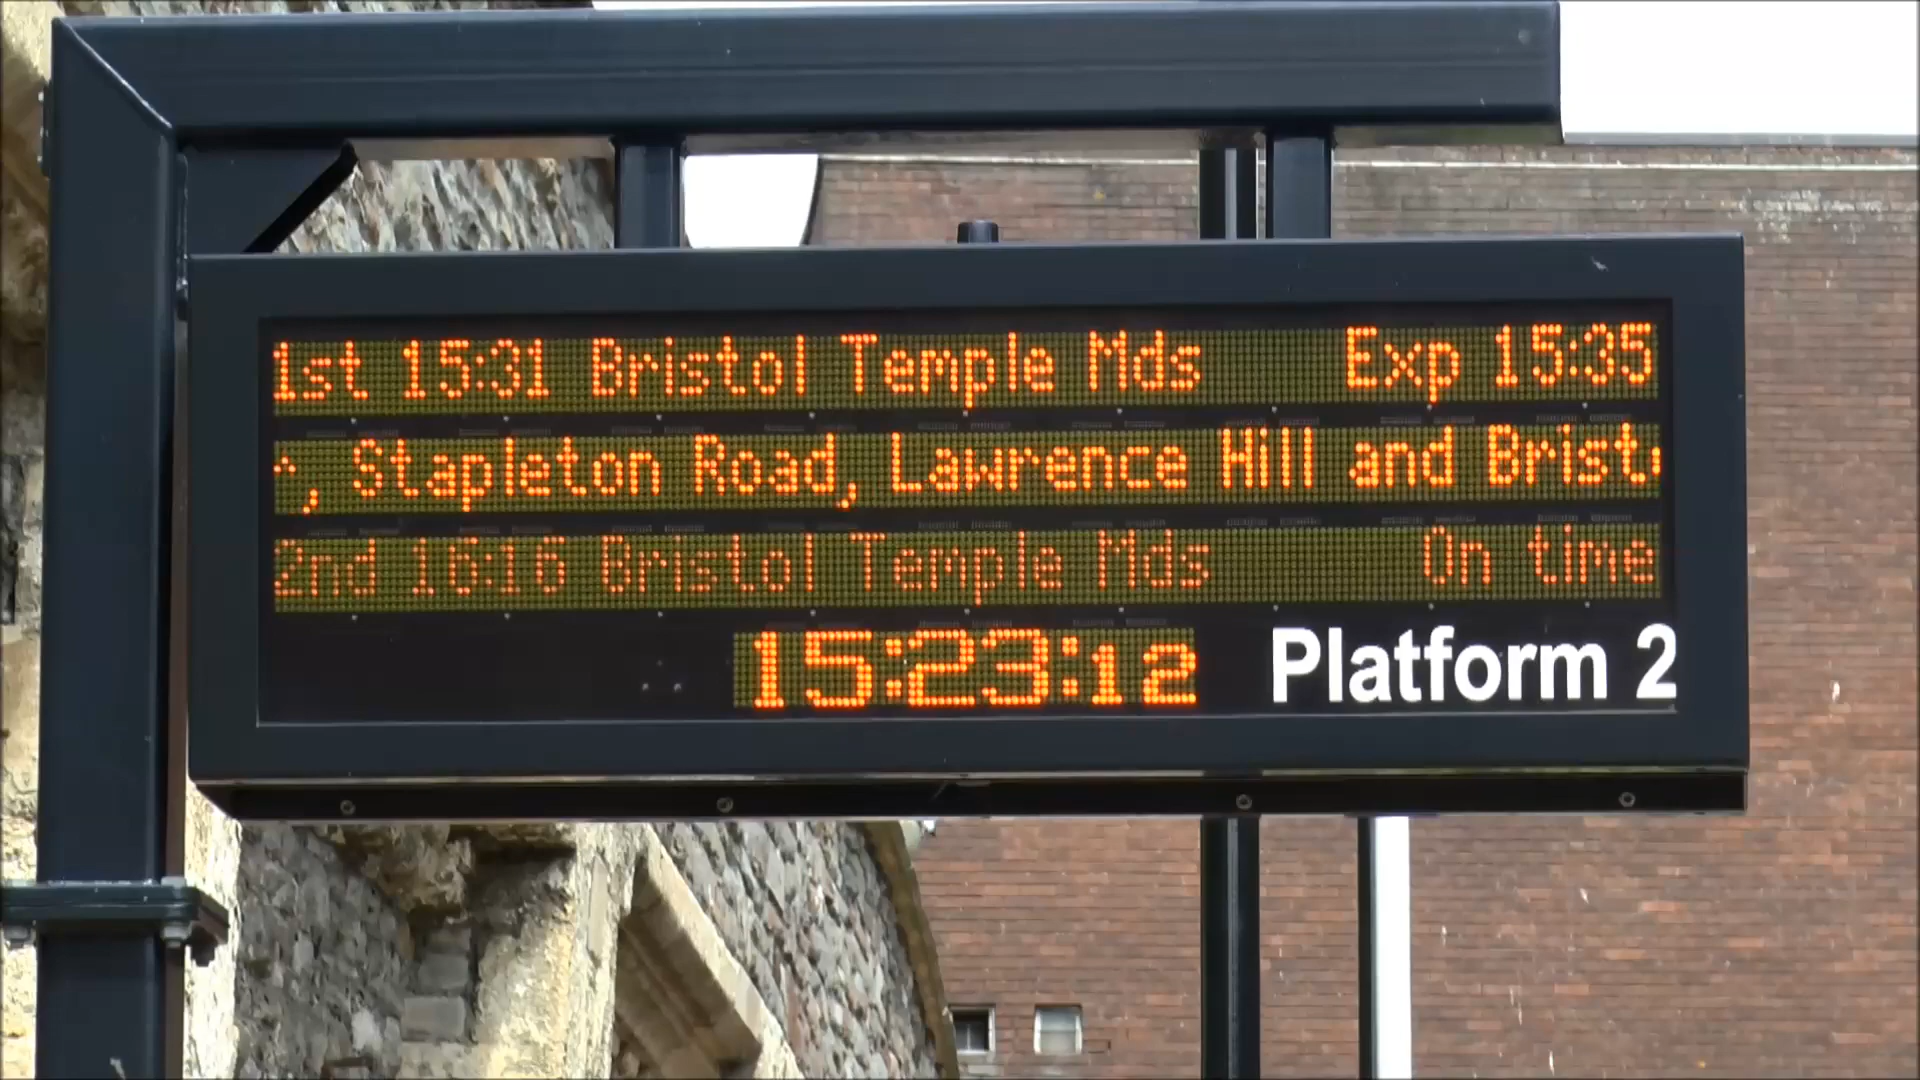 1st 15:31 Bristol Temple Mds Exp 15:35
, Stapleton Road, Lawrence Hill and Brist
2nd 16:16 Bristol Temple Mds On time
15:23:12 Platform 2